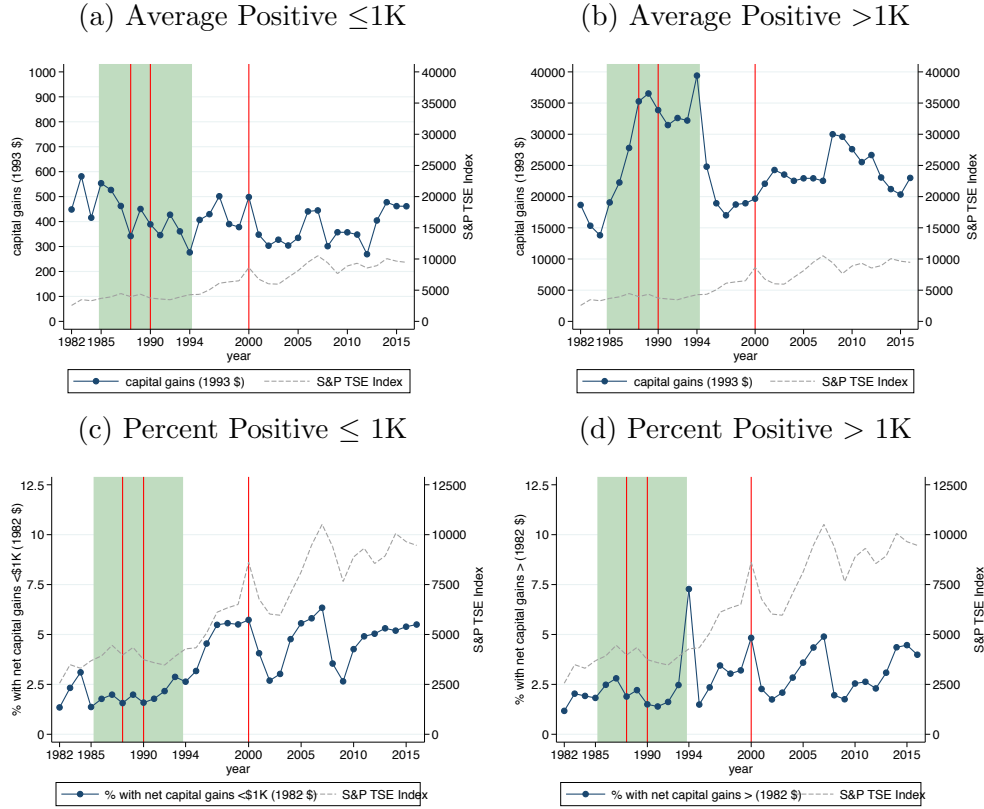 (a) Average Positive ≤1K
capital gains (1993 $)
1000
900
800
700
600
500
400
300
200
100
0
40000
35000
30000
25000
20000
15000
10000
5000
0
S&P TSE Index
1982 1985 1990 1994 2000 2005 2010 2015
year
capital gains (1993 $) S&P TSE Index
(b) Average Positive >1K
capital gains (1993 $)
40000
35000
30000
25000
20000
15000
10000
5000
0
40000
35000
30000
25000
20000
15000
10000
5000
0
S&P TSE Index
1982 1985 1990 1994 2000 2005 2010 2015
year
capital gains (1993 $) S&P TSE Index
(c) Percent Positive ≤ 1K
% with net capital gains <$1K (1982 $)
12.5
10
7.5
5
2.5
0
12500
10000
7500
5000
2500
0
S&P TSE Index
1982 1985 1990 1994 2000 2005 2010 2015
year
% with net capital gains <$1K (1982 $) S&P TSE Index
(d) Percent Positive > 1K
% with net capital gains > (1982 $)
12.5
10
7.5
5
2.5
0
12500
10000
7500
5000
2500
0
S&P TSE Index
1982 1985 1990 1994 2000 2005 2010 2015
year
% with net capital gains > (1982 $) S&P TSE Index